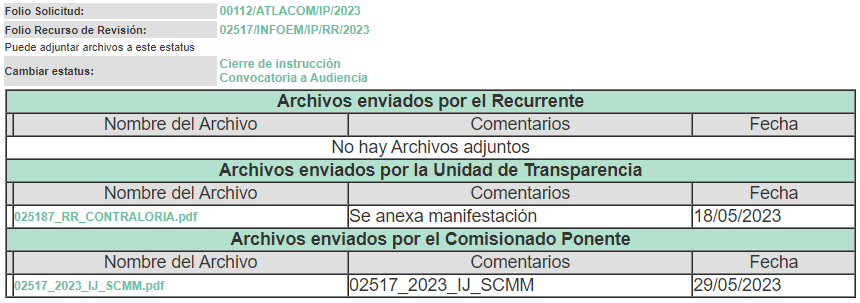 Folio Solicitud: 00112/ATLACOM/IP/2023
Folio Recurso de Revisión: 02517/INFOEM/IP/RR/2023
Puede adjuntar archivos a este estatus
Cambiar estatus: Cierre de instrucción
Convocatoria a Audiencia
Archivos enviados por el Recurrente
Nombre del Archivo Comentarios Fecha
No hay Archivos adjuntos
Archivos enviados por la Unidad de Transparencia
Nombre del Archivo Comentarios Fecha
025187_RR_CONTRALORIA.pdf Se anexa manifestación 18/05/2023
Archivos enviados por el Comisionado Ponente
Nombre del Archivo Comentarios Fecha
02517_2023_IJ_SCMM.pdf 02517_2023_IJ_SCMM 29/05/2023